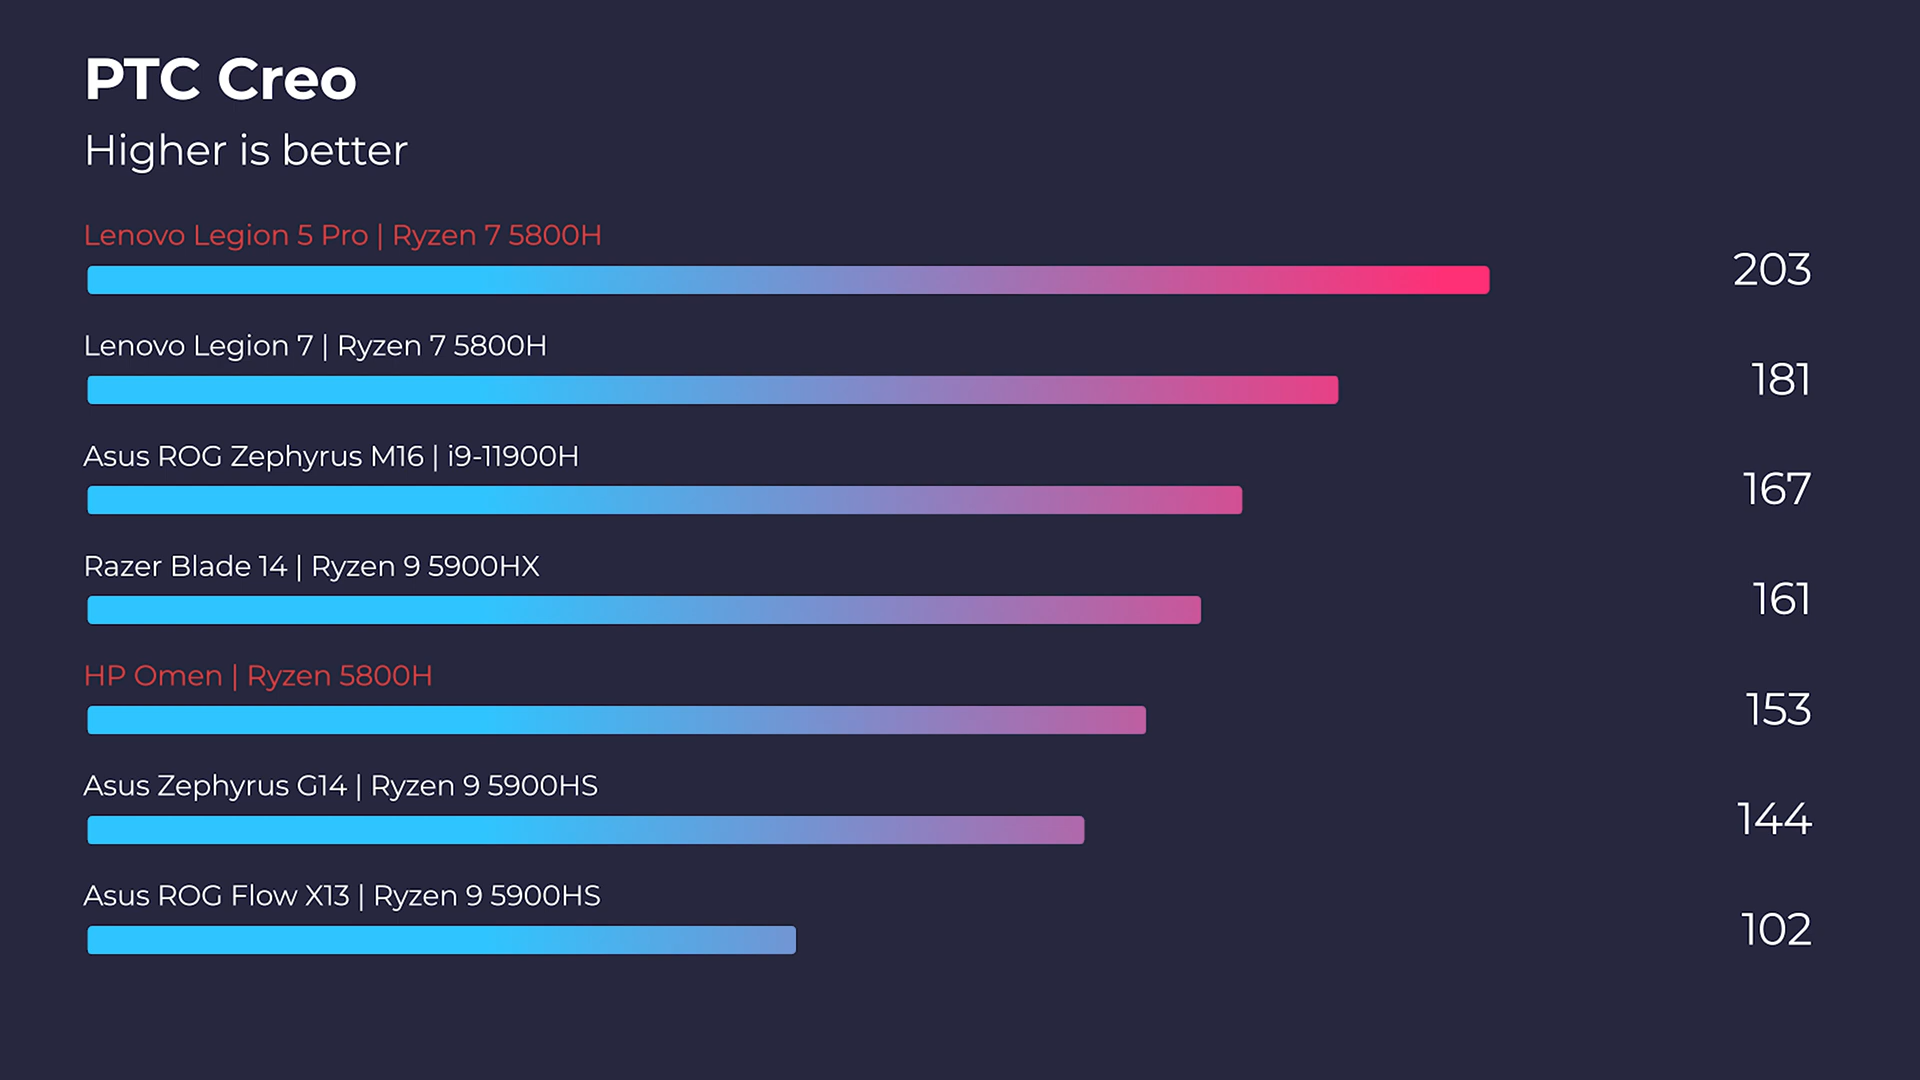 PTC Creo
Higher is better
Lenovo Legion 5 Pro | Ryzen 7 5800H
203
Lenovo Legion 7 | Ryzen 7 5800H
181
Asus ROG Zephyrus M16 | i9-11900H
167
Razer Blade 14 | Ryzen 9 5900HX
161
HP Omen | Ryzen 5800H
153
Asus Zephyrus G14 | Ryzen 9 5900HS
144
Asus ROG Flow X13 | Ryzen 9 5900HS
102